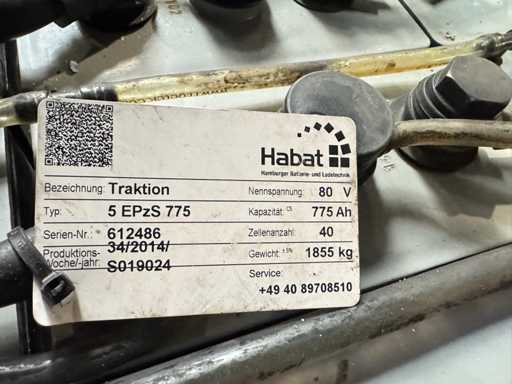 Habat
Hamburger Batterie- und Ladetechnik
Bezeichnung: Traktion Nennspannung: 80 V
Typ: 5 EPzS 775 Kapazität: C5 775 Ah
Serien-Nr.: 612486 Zellenanzahl: 40
Produktions- 34/2014/ Gewicht: ±5% 1855 kg
Woche/-jahr: S019024
Service:
+49 40 89708510